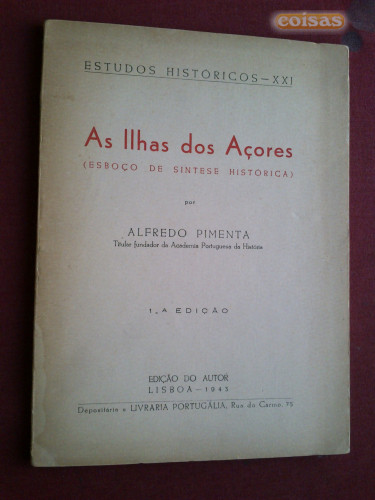 coisas
ESTUDOS HISTÓRICOS — XXI
As Ilhas dos Açores
(ESBOÇO DE SÍNTESE HISTÓRICA)
por
ALFREDO PIMENTA
Titular fundador da Academia Portuguesa da História
1.ª EDIÇÃO
EDIÇÃO DO AUTOR
LISBOA — 1943
Depositária a LIVRARIA PORTUGÁLIA, Rua do Carmo, 75